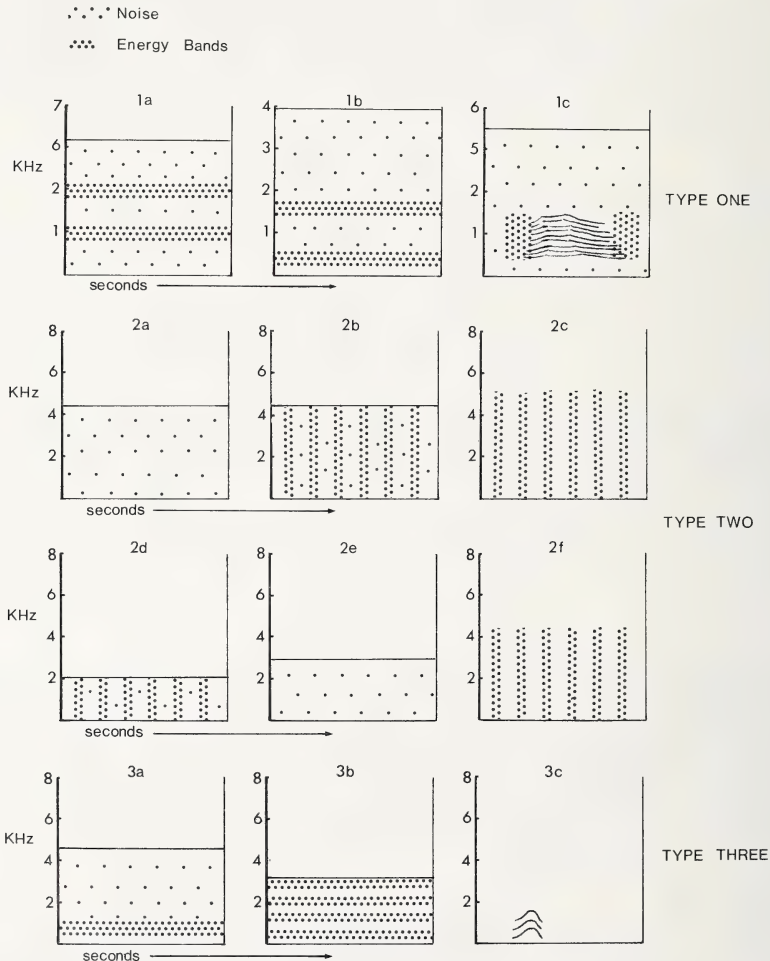 Noise
Energy Bands
1a 1b 1c
7 4 6
6 3 5
KHz
2 2 2
TYPE ONE
1 1 1
seconds
2a 2b 2c
8 8 8
6 6 6
KHz
4 4 4
2 2 2
seconds
TYPE TWO
2d 2e 2f
8 8 8
6 6 6
KHz
4 4 4
2 2 2
seconds
3a 3b 3c
8 8 8
6 6 6
KHz
4 4 4
TYPE THREE
2 2 2
seconds